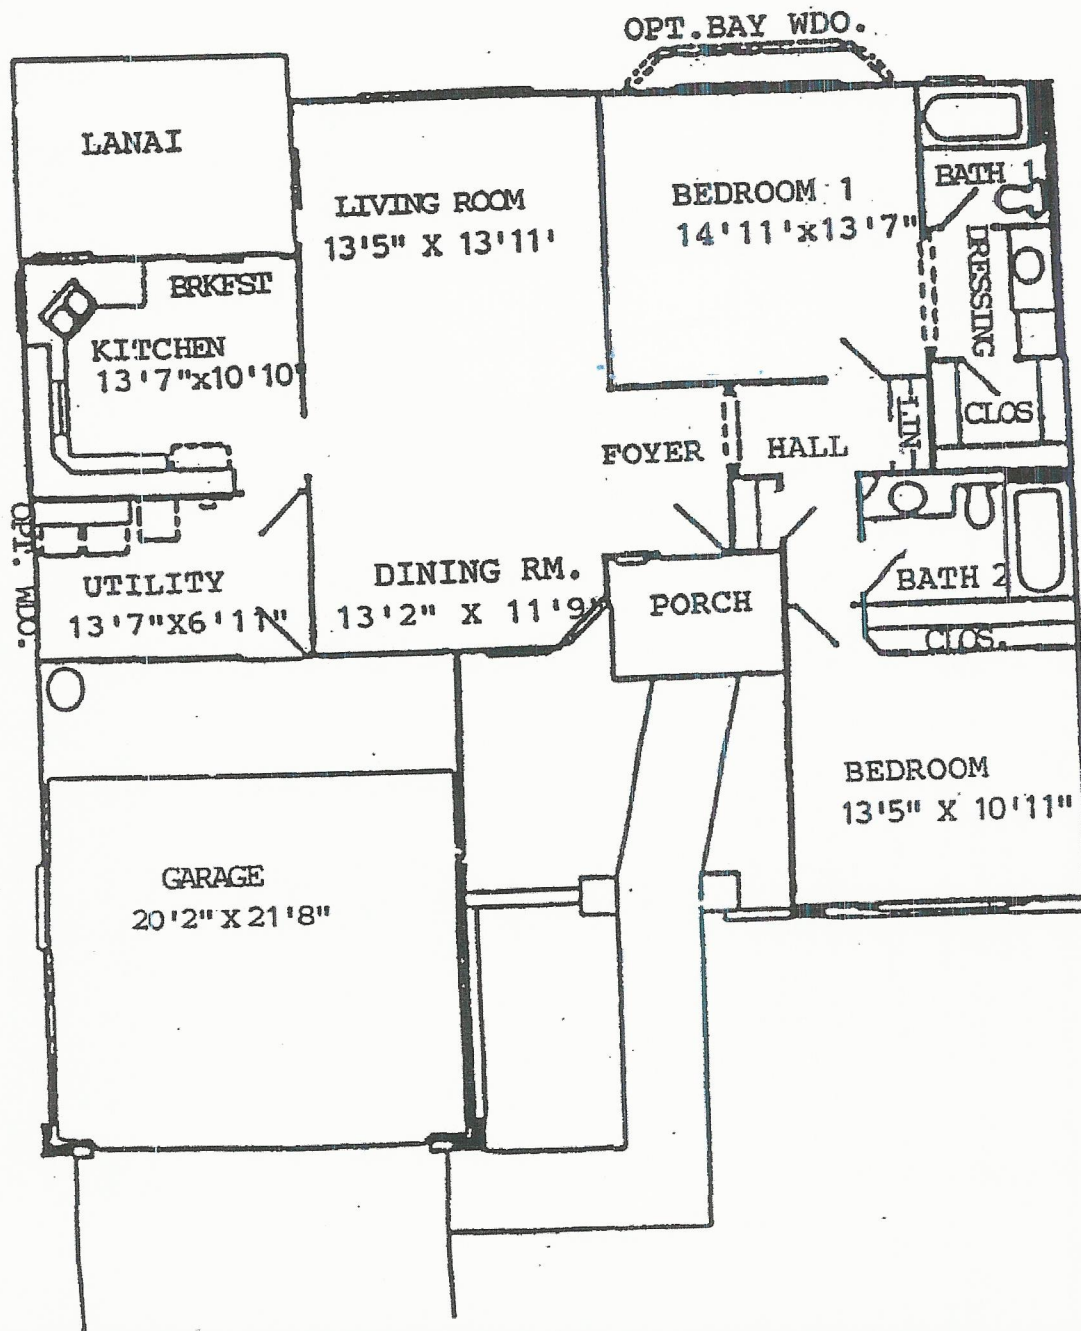 OPT.BAY WDO.
LANAI
LIVING ROOM
13'5" X 13'11'
BEDROOM 1
14'11'x13'7"
BATH 1
DRESSING
BRKFST
KITCHEN
13'7"x10'10
CLOS
LIN
FOYER
HALL
OPT. WDO.
UTILITY
13'7"X6'11"
DINING RM.
13'2" X 11'9"
PORCH
BATH 2
CLOS.
BEDROOM
13'5" X 10'11"
GARAGE
20'2" X 21'8"